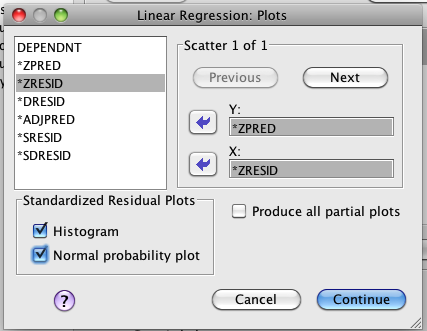 Linear Regression: Plots
DEPENDNT
*ZPRED
*ZRESID
*DRESID
*ADJPRED
*SRESID
*SDRESID
Scatter 1 of 1
Previous
Next
Y:
*ZPRED
X:
*ZRESID
Standardized Residual Plots
Histogram
Normal probability plot
Produce all partial plots
?
Cancel
Continue